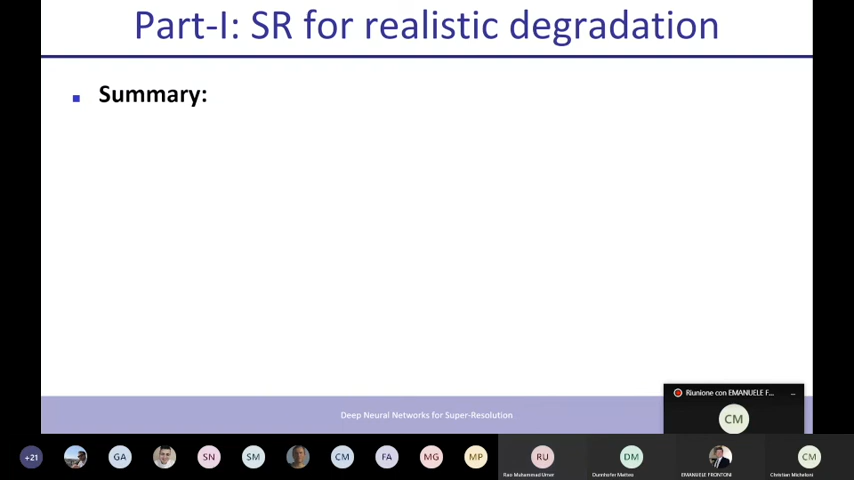 Part-I: SR for realistic degradation
Summary:
Deep Neural Networks for Super-Resolution
Riunione con EMANUELE F...
CM
+21
GA
SN
SM
CM
FA
MG
MP
RU
DM
CM
Rao Muhammad Umer
Dunnhofer Matteo
EMANUELE FRONTONI
Christian Micheloni